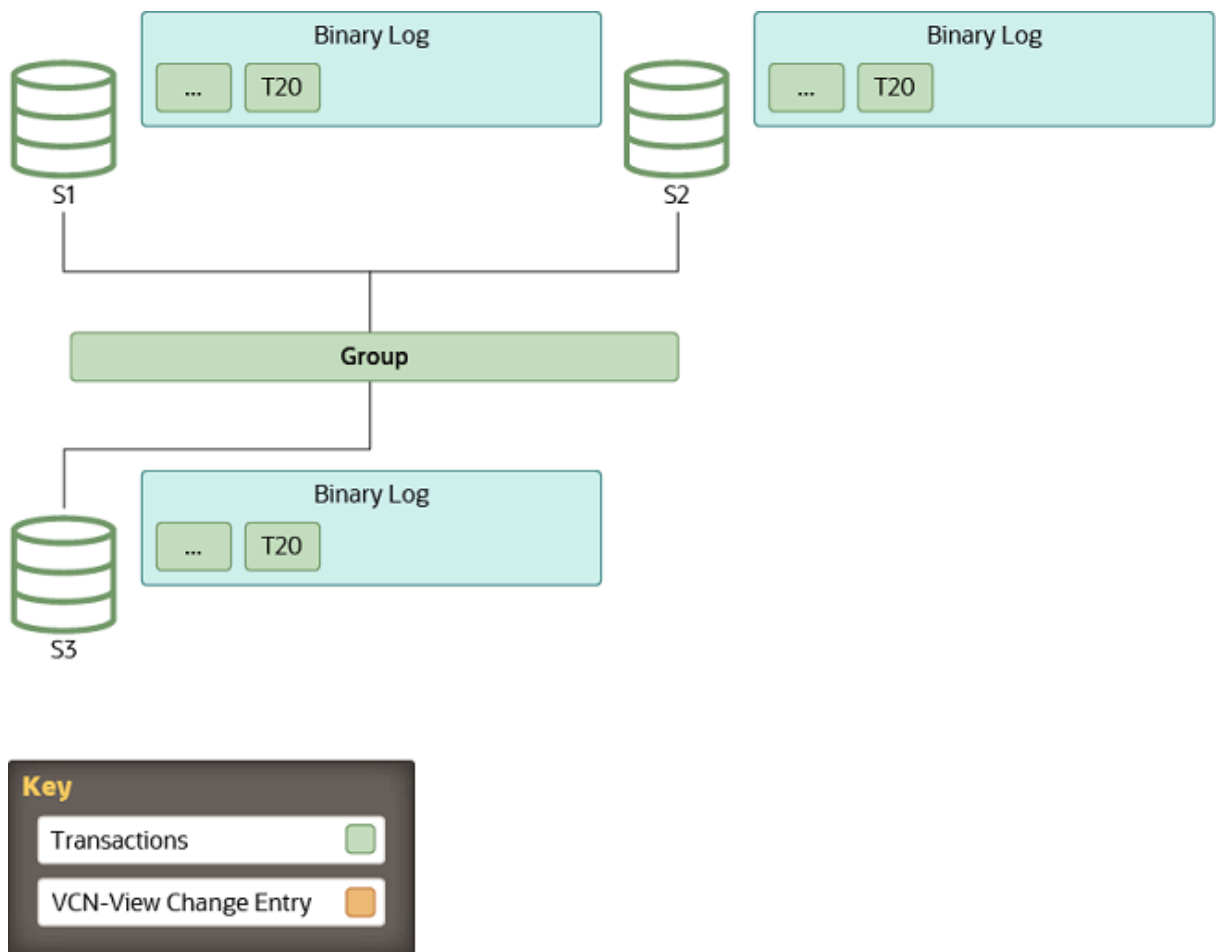 Binary Log
... T20
S1
Binary Log
... T20
S2
Group
Binary Log
... T20
S3
Key
Transactions
VCN-View Change Entry